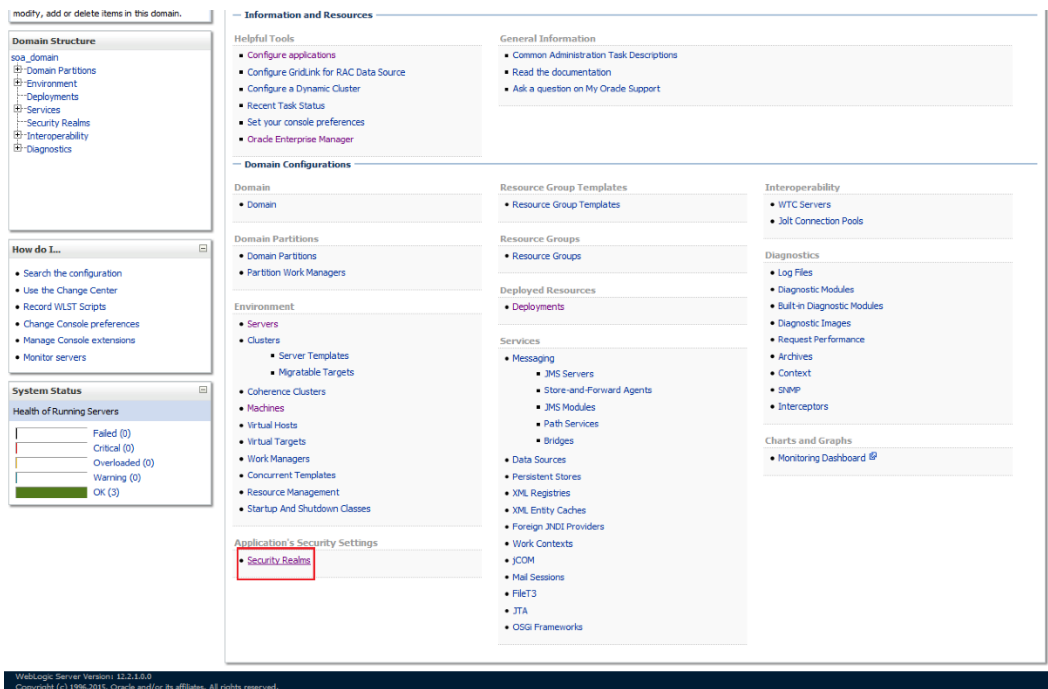 modify, add or delete items in this domain.
Domain Structure
soa_domain
Domain Partitions
Environment
Deployments
Services
Security Realms
Interoperability
Diagnostics
How do I...
Search the configuration
Use the Change Center
Record WLST Scripts
Change Console preferences
Manage Console extensions
Monitor servers
System Status
Health of Running Servers
Failed (0)
Critical (0)
Overloaded (0)
Warning (0)
OK (3)
Information and Resources
Helpful Tools
Configure applications
Configure GridLink for RAC Data Source
Configure a Dynamic Cluster
Recent Task Status
Set your console preferences
Oracle Enterprise Manager
General Information
Common Administration Task Descriptions
Read the documentation
Ask a question on My Oracle Support
Domain Configurations
Domain
Domain
Domain Partitions
Domain Partitions
Partition Work Managers
Environment
Servers
Clusters
Server Templates
Migratable Targets
Coherence Clusters
Machines
Virtual Hosts
Virtual Targets
Work Managers
Concurrent Templates
Resource Management
Startup And Shutdown Classes
Application's Security Settings
Security Realms
Resource Group Templates
Resource Group Templates
Resource Groups
Resource Groups
Deployed Resources
Deployments
Services
Messaging
JMS Servers
Store-and-Forward Agents
JMS Modules
Path Services
Bridges
Data Sources
Persistent Stores
XML Registries
XML Entity Caches
Foreign JNDI Providers
Work Contexts
jCOM
Mail Sessions
FileT3
JTA
OSGi Frameworks
Interoperability
WTC Servers
Jolt Connection Pools
Diagnostics
Log Files
Diagnostic Modules
Built-in Diagnostic Modules
Diagnostic Images
Request Performance
Archives
Context
SNMP
Interceptors
Charts and Graphs
Monitoring Dashboard
WebLogic Server Version: 12.2.1.0.0
Copyright (c) 1996,2015, Oracle and/or its affiliates. All rights reserved.